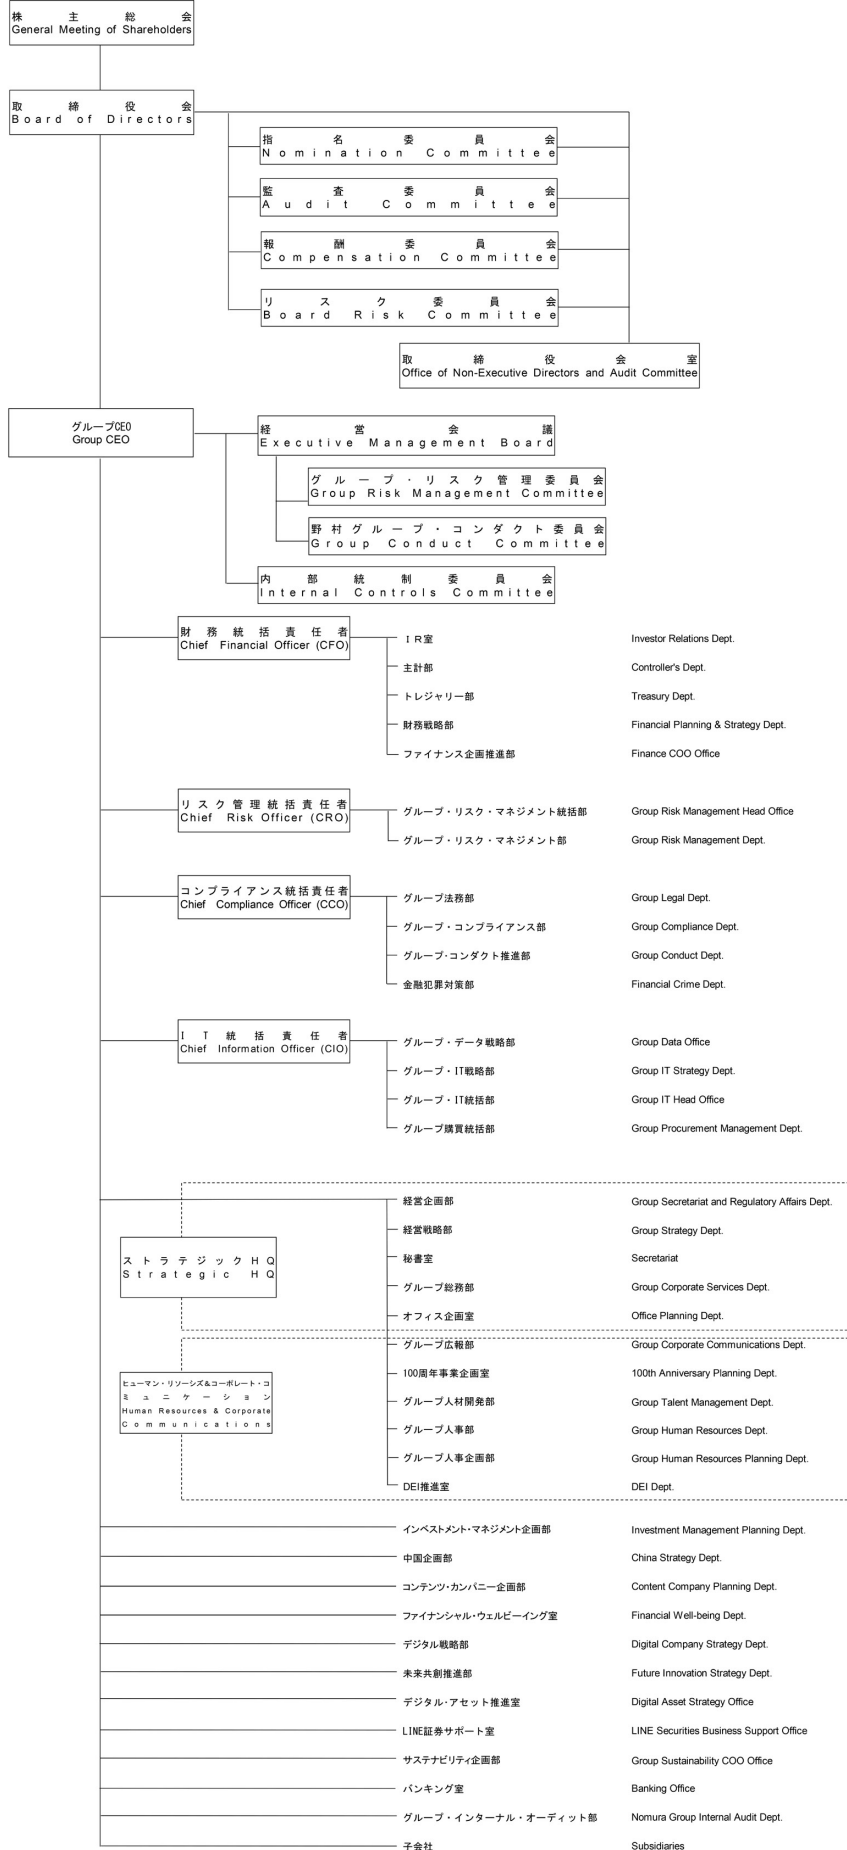 株主総会
General Meeting of Shareholders
取締役会
Board of Directors
指名委員会
Nomination Committee
監査委員会
Audit Committee
報酬委員会
Compensation Committee
リスク委員会
Board Risk Committee
取締役会室
Office of Non-Executive Directors and Audit Committee
グループCEO
Group CEO
経営会議
Executive Management Board
グループ・リスク管理委員会
Group Risk Management Committee
野村グループ・コンダクト委員会
Group Conduct Committee
内部統制委員会
Internal Controls Committee
財務統括責任者
Chief Financial Officer (CFO)
IR室 Investor Relations Dept.
主計部 Controller's Dept.
トレジャリー部 Treasury Dept.
財務戦略部 Financial Planning & Strategy Dept.
ファイナンス企画推進部 Finance COO Office
リスク管理統括責任者
Chief Risk Officer (CRO)
グループ・リスク・マネジメント統括部 Group Risk Management Head Office
グループ・リスク・マネジメント部 Group Risk Management Dept.
コンプライアンス統括責任者
Chief Compliance Officer (CCO)
グループ法務部 Group Legal Dept.
グループ・コンプライアンス部 Group Compliance Dept.
グループ・コンダクト推進部 Group Conduct Dept.
金融犯罪対策部 Financial Crime Dept.
IT統括責任者
Chief Information Officer (CIO)
グループ・データ戦略部 Group Data Office
グループ・IT戦略部 Group IT Strategy Dept.
グループ・IT統括部 Group IT Head Office
グループ購買統括部 Group Procurement Management Dept.
経営企画部 Group Secretariat and Regulatory Affairs Dept.
経営戦略部 Group Strategy Dept.
ストラテジックHQ
Strategic HQ
秘書室 Secretariat
グループ総務部 Group Corporate Services Dept.
オフィス企画室 Office Planning Dept.
グループ広報部 Group Corporate Communications Dept.
100周年事業企画室 100th Anniversary Planning Dept.
ヒューマン・リソーシズ&コーポレート・コ
ミュニケーション
Human Resources & Corporate
Communications
グループ人材開発部 Group Talent Management Dept.
グループ人事部 Group Human Resources Dept.
グループ人事企画部 Group Human Resources Planning Dept.
DEI推進室 DEI Dept.
インベストメント・マネジメント企画部 Investment Management Planning Dept.
中国企画部 China Strategy Dept.
コンテンツ・カンパニー企画部 Content Company Planning Dept.
ファイナンシャル・ウェルビーイング室 Financial Well-being Dept.
デジタル戦略部 Digital Company Strategy Dept.
未来共創推進部 Future Innovation Strategy Dept.
デジタル・アセット推進室 Digital Asset Strategy Office
LINE証券サポート室 LINE Securities Business Support Office
サステナビリティ企画部 Group Sustainability COO Office
バンキング室 Banking Office
グループ・インターナル・オーディット部 Nomura Group Internal Audit Dept.
子会社 Subsidiaries